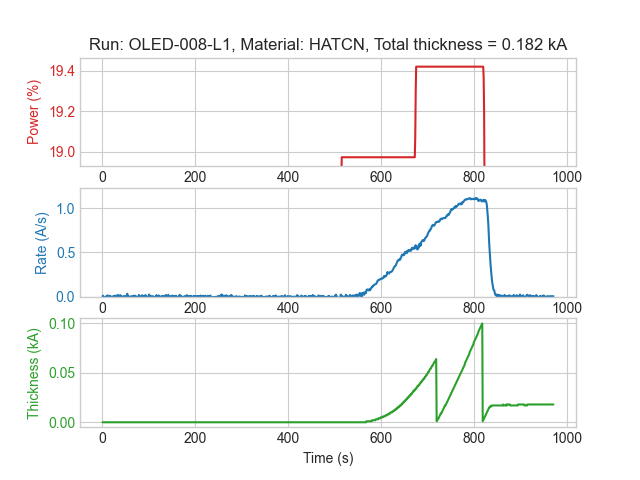 Run: OLED-008-L1, Material: HATCN, Total thickness = 0.182 kA
Power (%)
19.4
19.2
19.0
0 200 400 600 800 1000
Rate (A/s)
1.0
0.5
0.0
0 200 400 600 800 1000
Thickness (kA)
0.10
0.05
0.00
0 200 400 600 800 1000
Time (s)